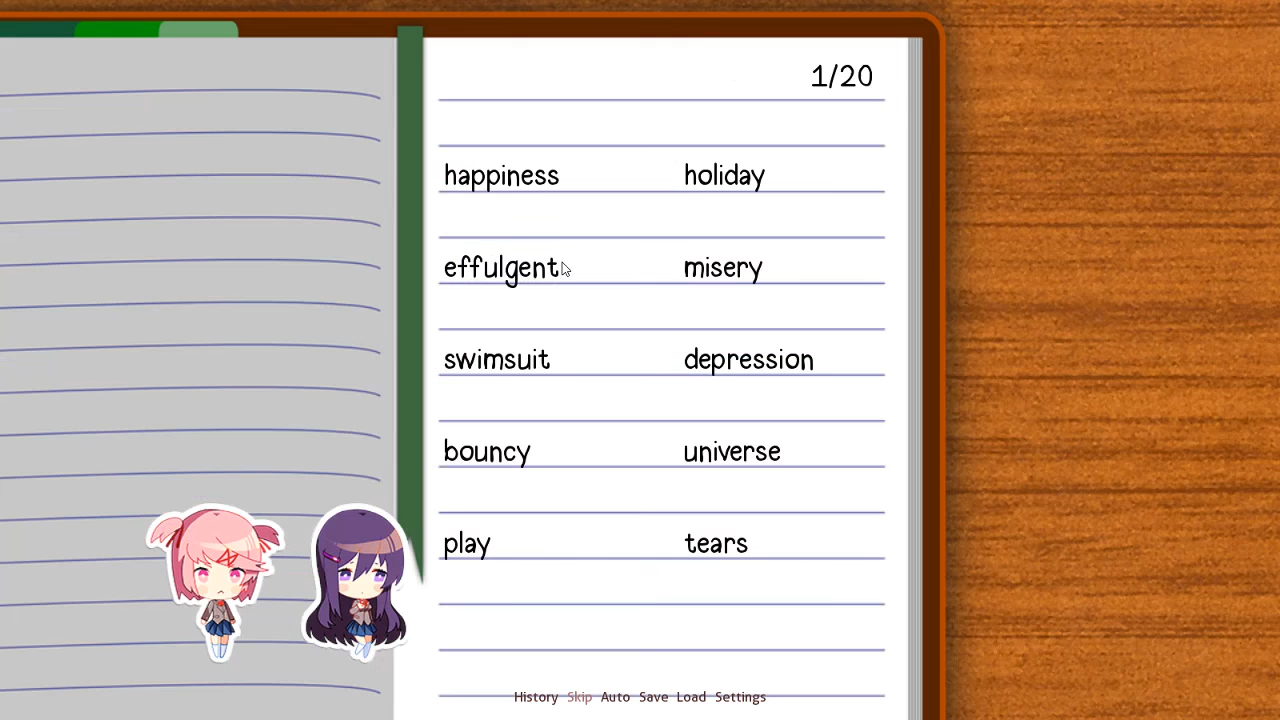 1/20
happiness holiday
effulgent misery
swimsuit depression
bouncy universe
play tears
History Skip Auto Save Load Settings